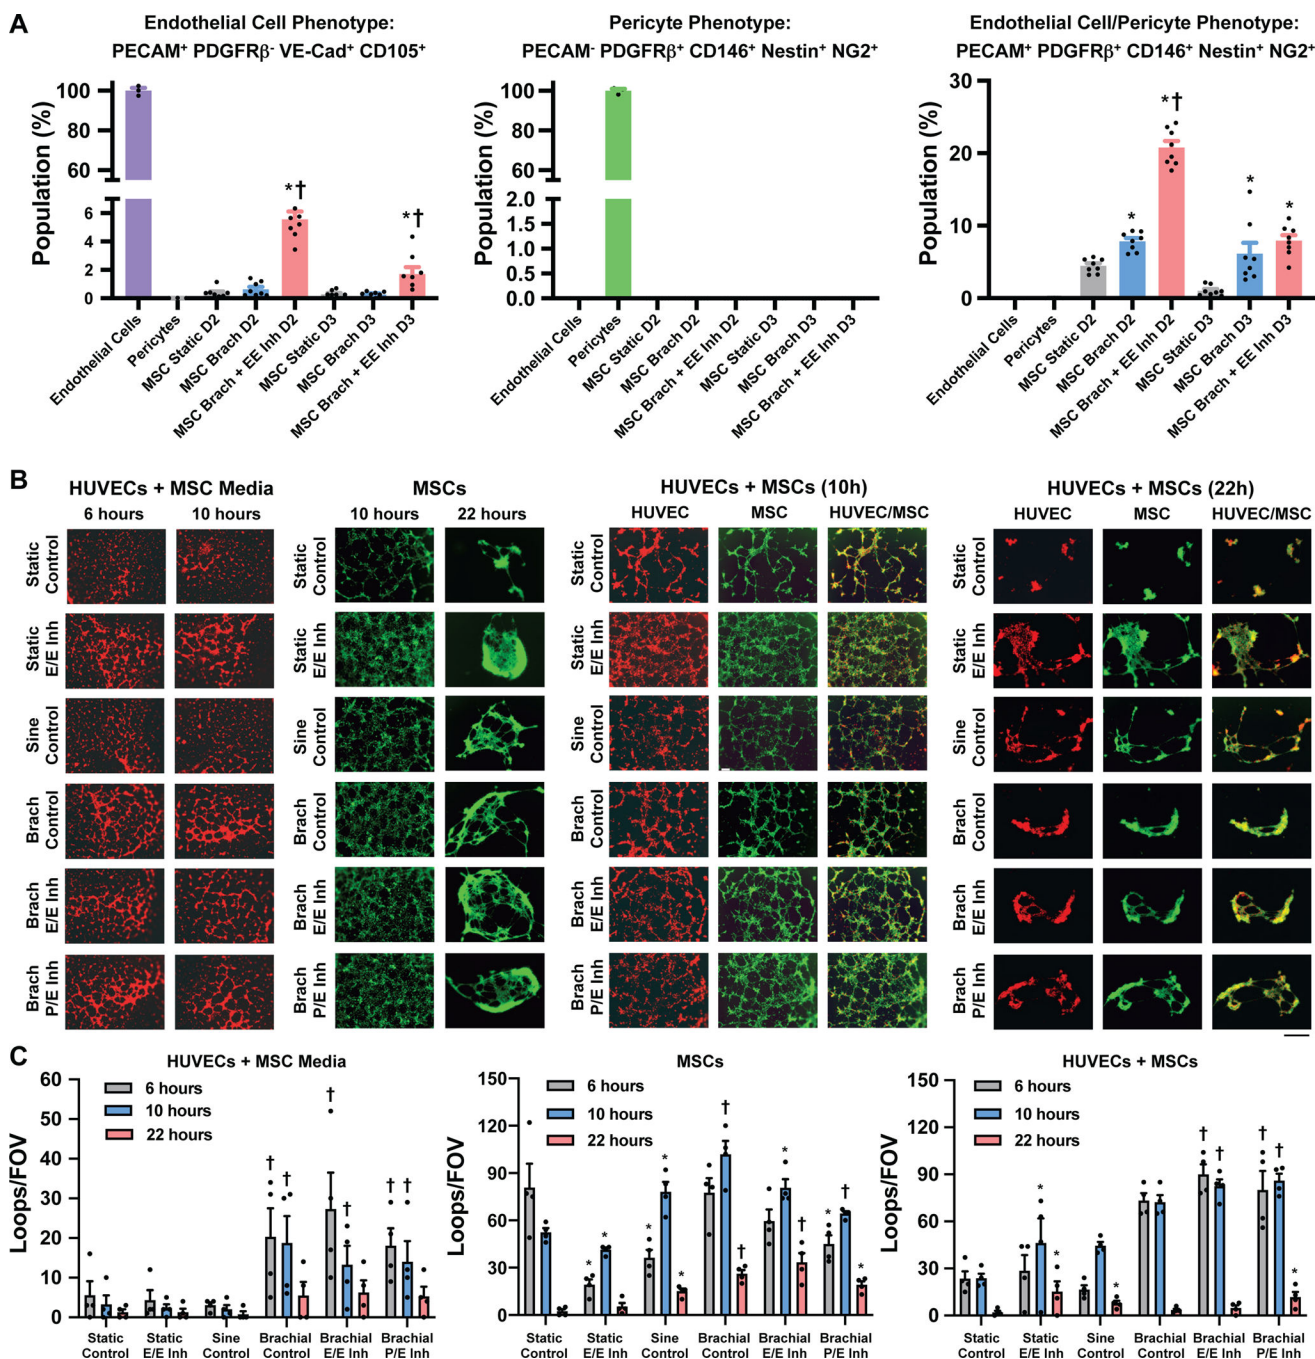 A
Endothelial Cell Phenotype:
PECAM⁺ PDGFRβ⁻ VE-Cad⁺ CD105⁺
Population (%)
100
80
60
6
4
2
0
Endothelial Cells
Pericytes
MSC Static D2
MSC Brach D2
MSC Brach + EE Inh D2
MSC Static D3
MSC Brach D3
MSC Brach + EE Inh D3
*†
*†
Pericyte Phenotype:
PECAM⁻ PDGFRβ⁺ CD146⁺ Nestin⁺ NG2⁺
Population (%)
100
80
60
2.0
1.5
1.0
0.5
0.0
Endothelial Cells
Pericytes
MSC Static D2
MSC Brach D2
MSC Brach + EE Inh D2
MSC Static D3
MSC Brach D3
MSC Brach + EE Inh D3
Endothelial Cell/Pericyte Phenotype:
PECAM⁺ PDGFRβ⁺ CD146⁺ Nestin⁺ NG2⁺
Population (%)
30
20
10
0
Endothelial Cells
Pericytes
MSC Static D2
MSC Brach D2
MSC Brach + EE Inh D2
MSC Static D3
MSC Brach D3
MSC Brach + EE Inh D3
*
*†
*
*
B
HUVECs + MSC Media
6 hours 10 hours
Static Control
Static E/E Inh
Sine Control
Brach Control
Brach E/E Inh
Brach P/E Inh
MSCs
10 hours 22 hours
Static Control
Static E/E Inh
Sine Control
Brach Control
Brach E/E Inh
Brach P/E Inh
HUVECs + MSCs (10h)
HUVEC MSC HUVEC/MSC
Static Control
Static E/E Inh
Sine Control
Brach Control
Brach E/E Inh
Brach P/E Inh
HUVECs + MSCs (22h)
HUVEC MSC HUVEC/MSC
Static Control
Static E/E Inh
Sine Control
Brach Control
Brach E/E Inh
Brach P/E Inh
C
HUVECs + MSC Media
Loops/FOV
60
50
40
30
20
10
0
6 hours
10 hours
22 hours
† † † † † †
Static Control
Static E/E Inh
Sine Control
Brachial Control
Brachial E/E Inh
Brachial P/E Inh
MSCs
Loops/FOV
150
120
90
60
30
0
6 hours
10 hours
22 hours
* * * * * † † * † * † *
Static Control
Static E/E Inh
Sine Control
Brachial Control
Brachial E/E Inh
Brachial P/E Inh
HUVECs + MSCs
Loops/FOV
150
120
90
60
30
0
6 hours
10 hours
22 hours
* * * † † † † *
Static Control
Static E/E Inh
Sine Control
Brachial Control
Brachial E/E Inh
Brachial P/E Inh